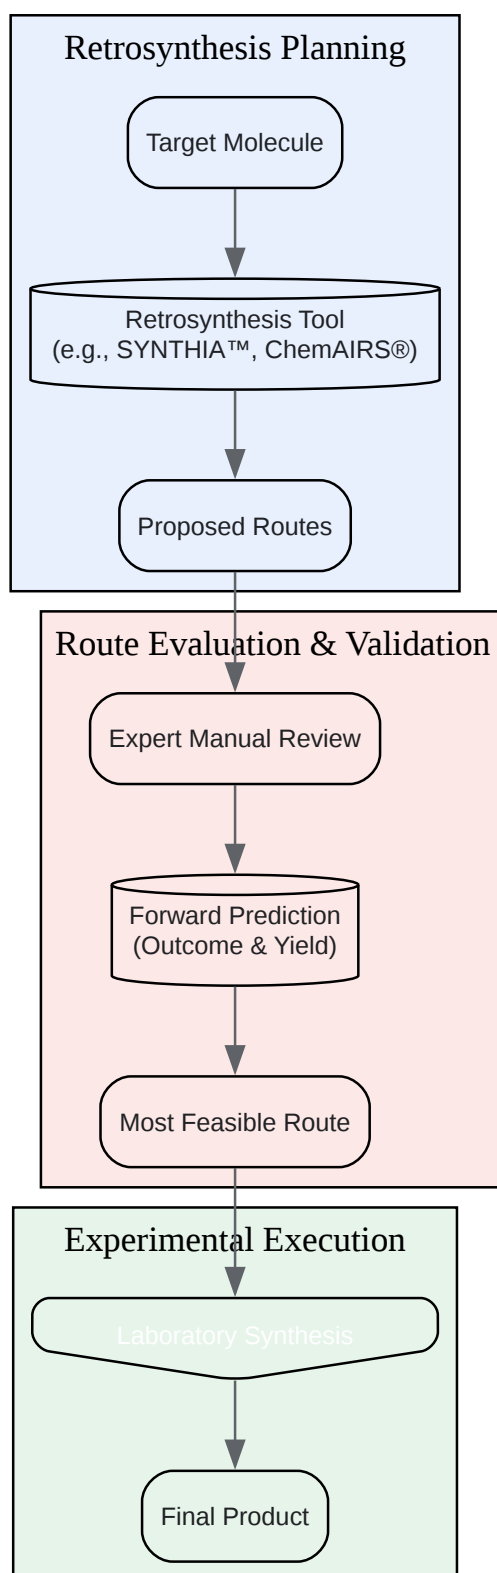 Retrosynthesis Planning
Target Molecule
Retrosynthesis Tool
(e.g., SYNTHIA™, ChemAIRS®)
Proposed Routes
Route Evaluation & Validation
Expert Manual Review
Forward Prediction
(Outcome & Yield)
Most Feasible Route
Experimental Execution
Laboratory Synthesis
Final Product